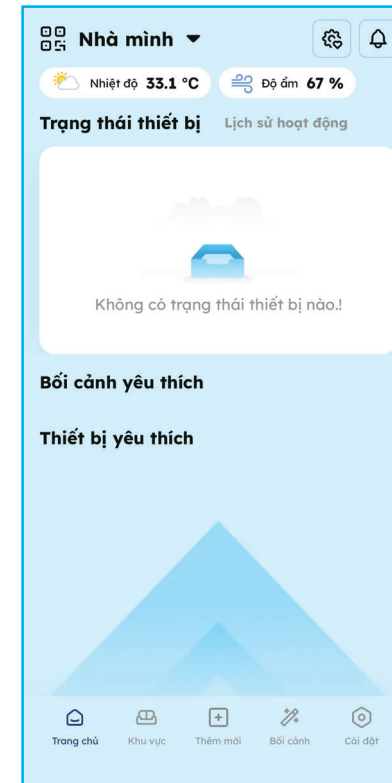 Nhà mình
Nhiệt độ 33.1 °C Độ ẩm 67 %
Trạng thái thiết bị Lịch sử hoạt động
Không có trạng thái thiết bị nào.!
Bối cảnh yêu thích
Thiết bị yêu thích
Trang chủ Khu vực Thêm mới Bối cảnh Cài đặt